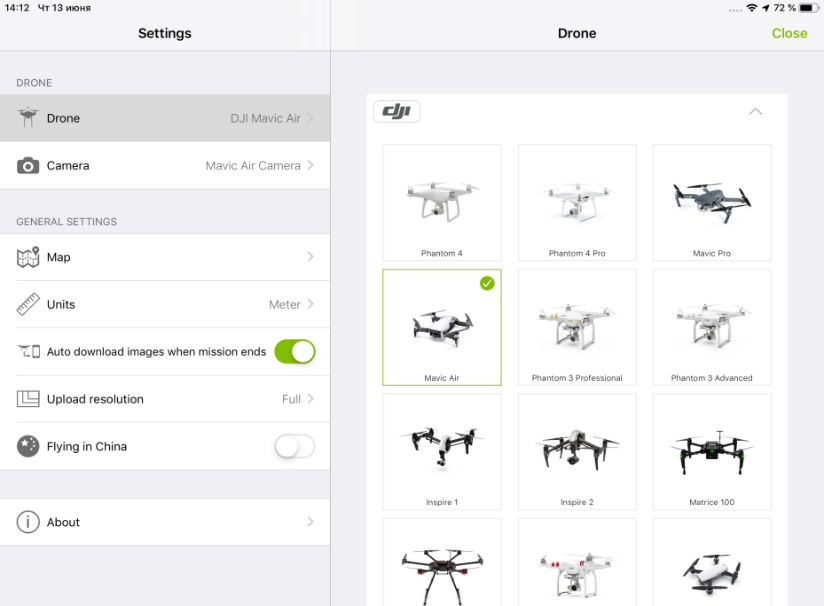 14:12 Чт 13 июня
72 %
Settings
Drone
Close
DRONE
Drone
DJI Mavic Air
Camera
Mavic Air Camera
GENERAL SETTINGS
Map
Units
Meter
Auto download images when mission ends
Upload resolution
Full
Flying in China
About
dji
Phantom 4
Phantom 4 Pro
Mavic Pro
Mavic Air
Phantom 3 Professional
Phantom 3 Advanced
Inspire 1
Inspire 2
Matrice 100